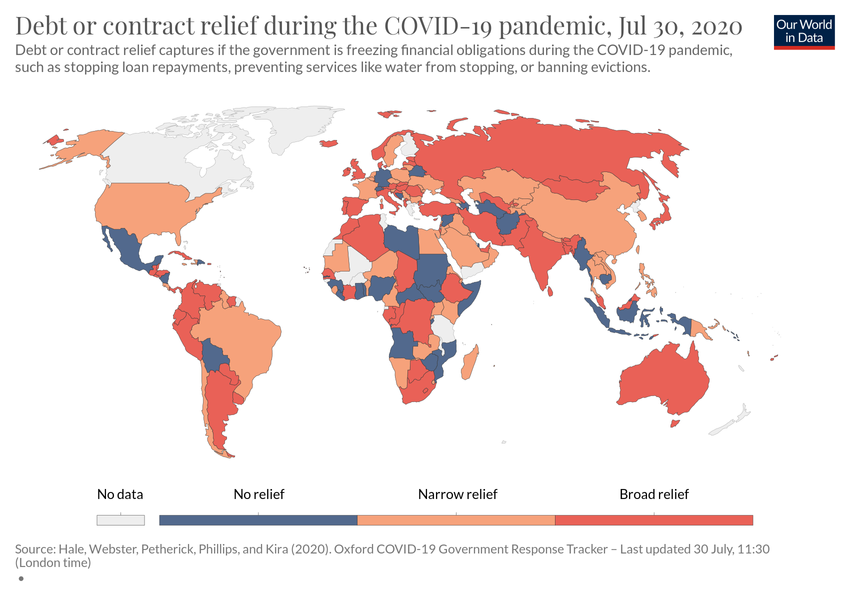 Debt or contract relief during the COVID-19 pandemic, Jul 30, 2020
Our World
in Data
Debt or contract relief captures if the government is freezing financial obligations during the COVID-19 pandemic,
such as stopping loan repayments, preventing services like water from stopping, or banning evictions.
No data
No relief
Narrow relief
Broad relief
Source: Hale, Webster, Petherick, Phillips, and Kira (2020). Oxford COVID-19 Government Response Tracker – Last updated 30 July, 11:30
(London time)